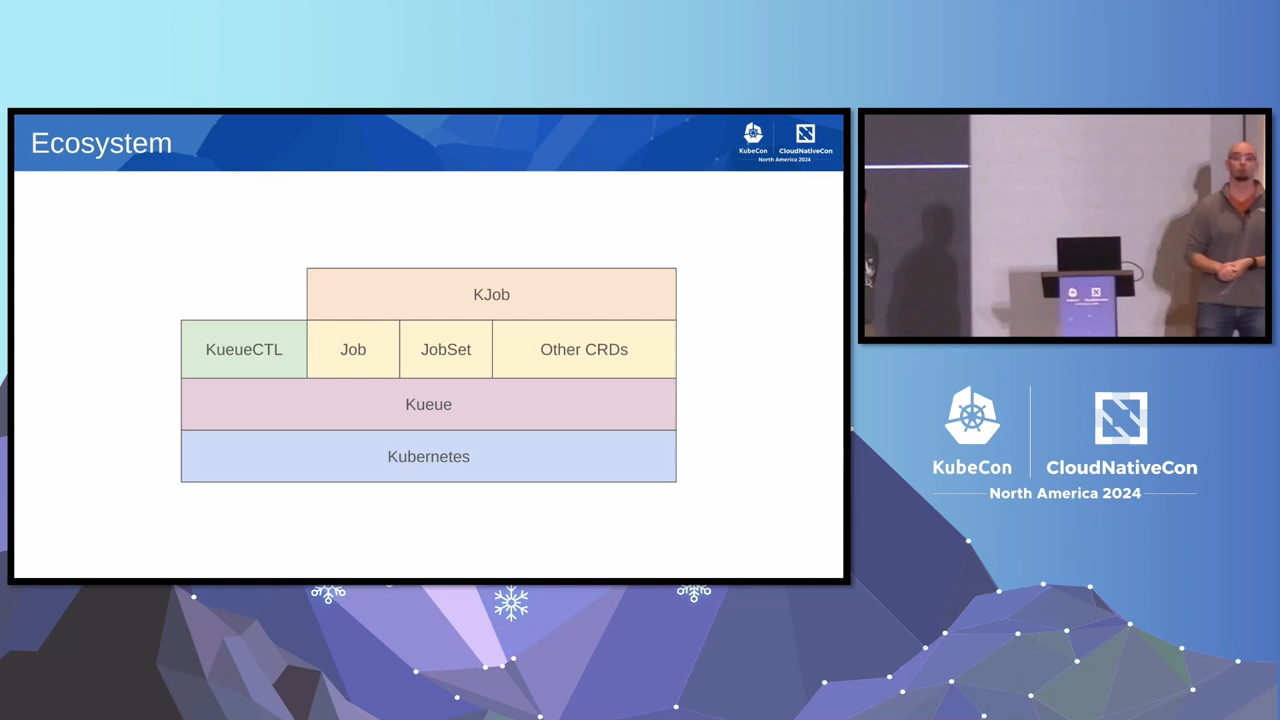 Ecosystem
KubeCon
CloudNativeCon
North America 2024
KJob
KueueCTL
Job
JobSet
Other CRDs
Kueue
Kubernetes
KubeCon
CloudNativeCon
North America 2024